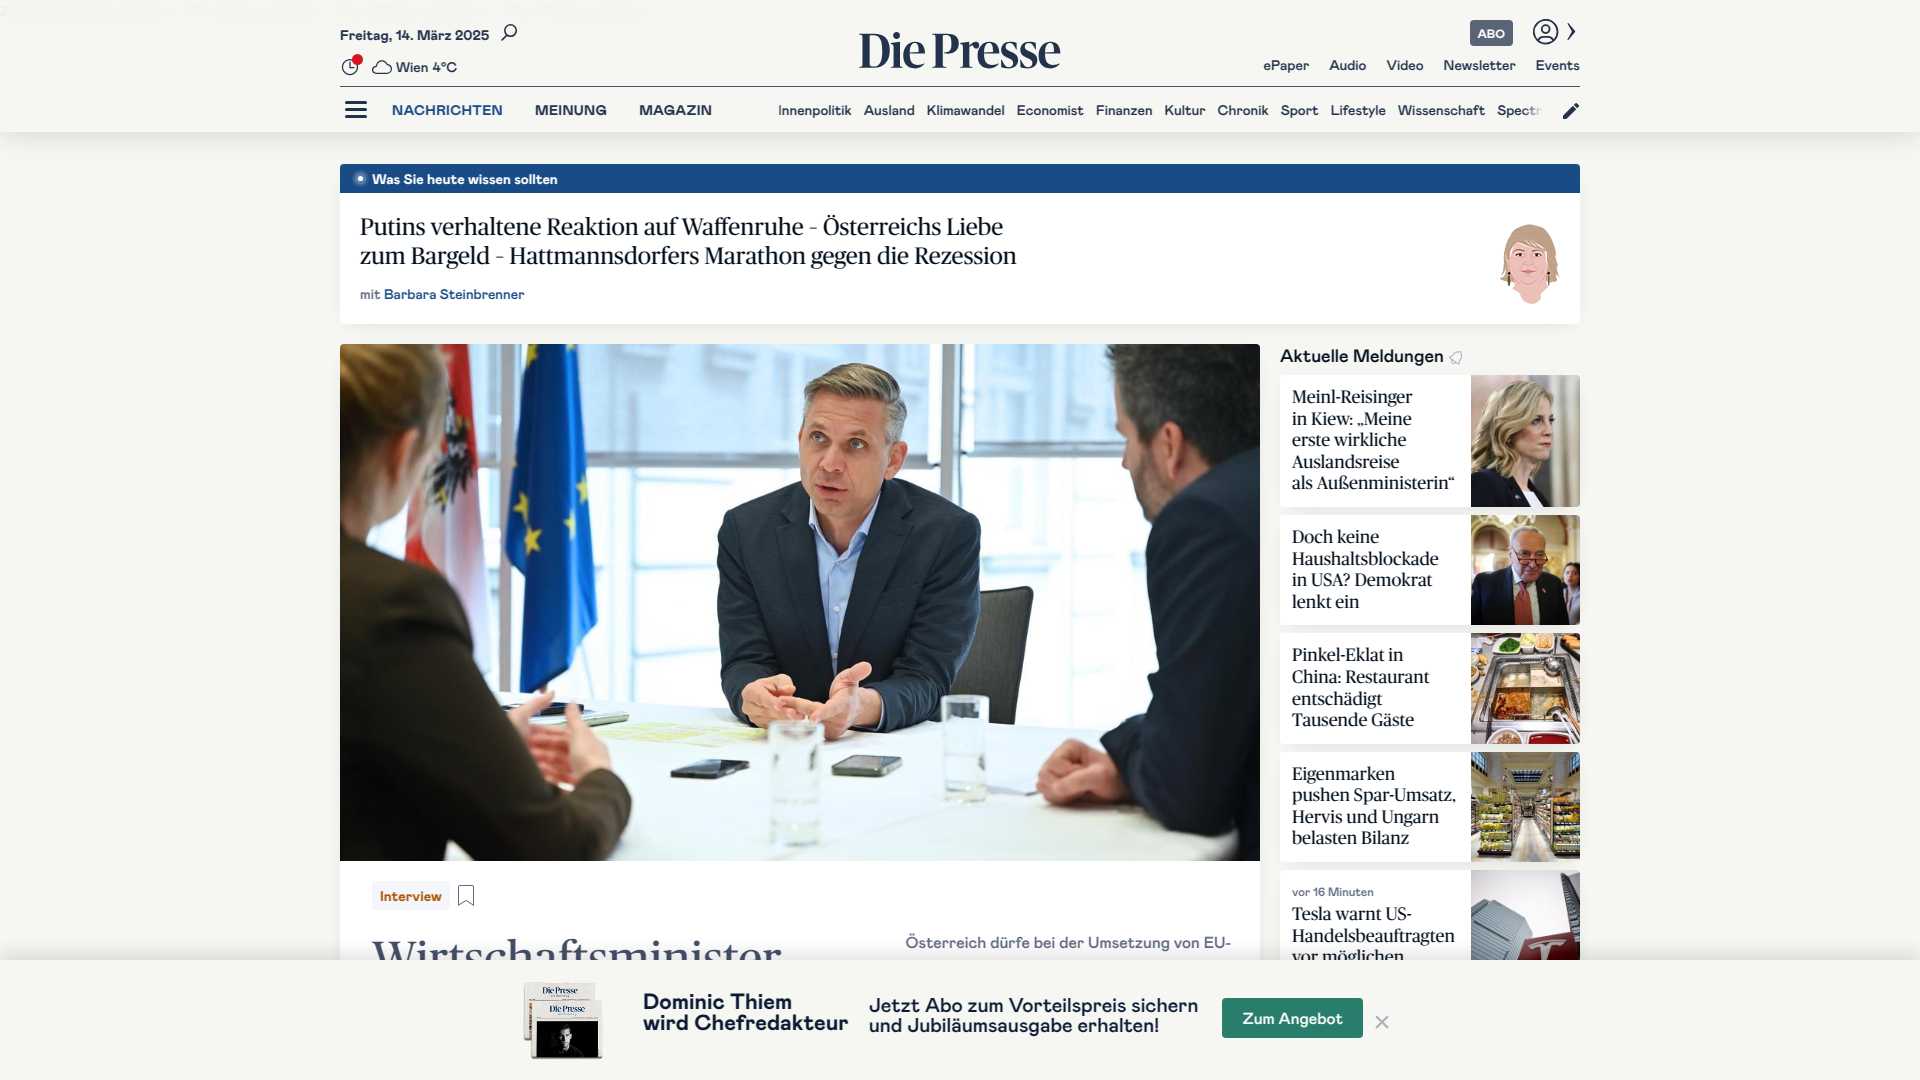 Freitag, 14. März 2025
Wien 4°C
Die Presse
ABO
ePaper Audio Video Newsletter Events
NACHRICHTEN MEINUNG MAGAZIN
Innenpolitik Ausland Klimawandel Economist Finanzen Kultur Chronik Sport Lifestyle Wissenschaft Spectr
Was Sie heute wissen sollten
Putins verhaltene Reaktion auf Waffenruhe – Österreichs Liebe
zum Bargeld – Hattmannsdorfers Marathon gegen die Rezession
mit Barbara Steinbrenner
Interview
Wirtschaftsminister
Österreich dürfe bei der Umsetzung von EU-
Aktuelle Meldungen
Meinl-Reisinger
in Kiew: „Meine
erste wirkliche
Auslandsreise
als Außenministerin“
Doch keine
Haushaltsblockade
in USA? Demokrat
lenkt ein
Pinkel-Eklat in
China: Restaurant
entschädigt
Tausende Gäste
Eigenmarken
pushen Spar-Umsatz,
Hervis und Ungarn
belasten Bilanz
vor 16 Minuten
Tesla warnt US-
Handelsbeauftragten
vor möglichen
Die Presse
Die Presse
Dominic Thiem
wird Chefredakteur
Jetzt Abo zum Vorteilspreis sichern
und Jubiläumsausgabe erhalten!
Zum Angebot